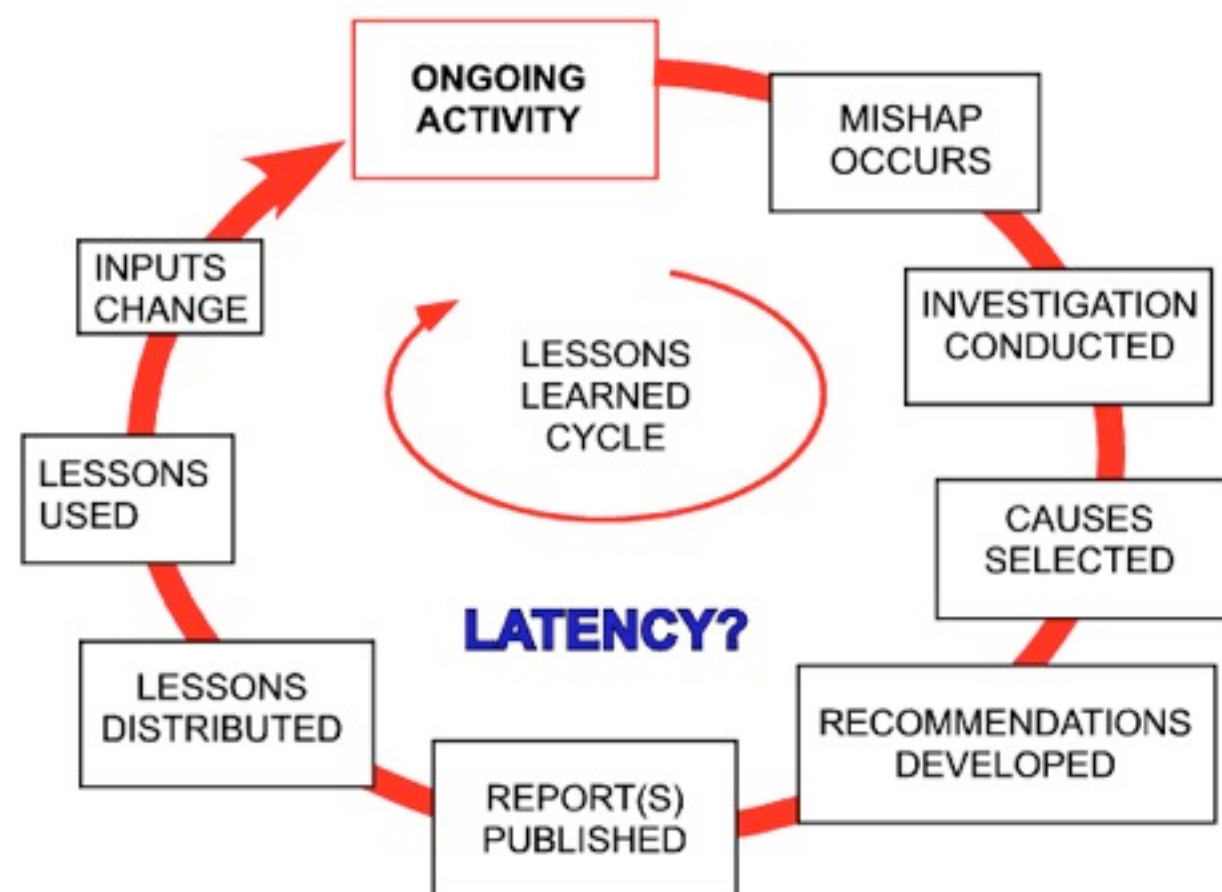 ONGOING
ACTIVITY
MISHAP
OCCURS
INVESTIGATION
CONDUCTED
CAUSES
SELECTED
RECOMMENDATIONS
DEVELOPED
REPORT(S)
PUBLISHED
LESSONS
DISTRIBUTED
LESSONS
USED
INPUTS
CHANGE
LESSONS
LEARNED
CYCLE
LATENCY?